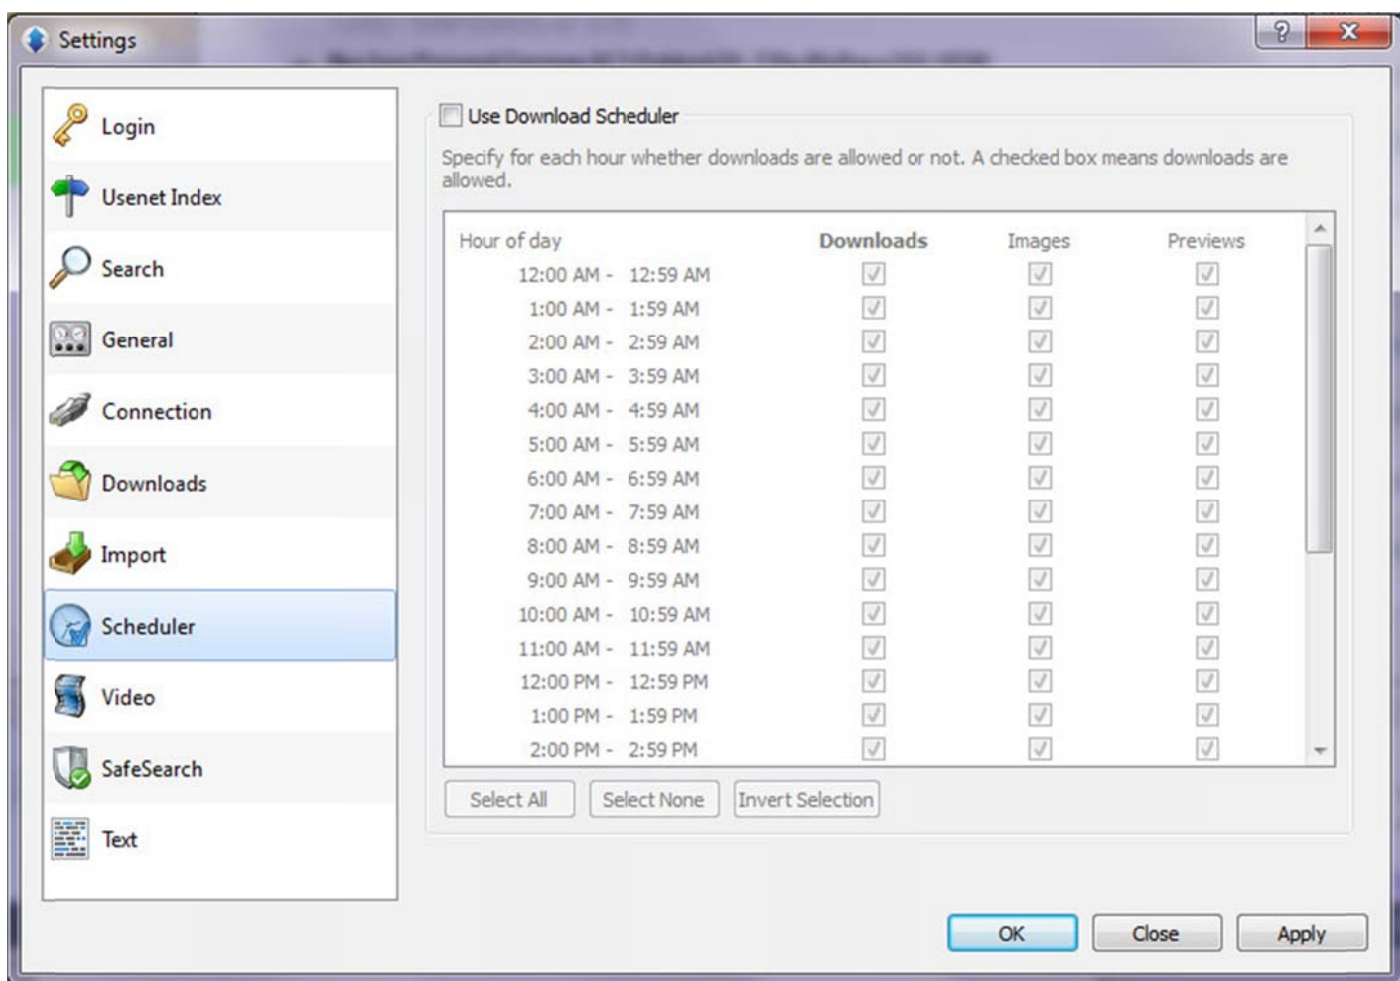 Settings
Login
Usenet Index
Search
General
Connection
Downloads
Import
Scheduler
Video
SafeSearch
Text
Use Download Scheduler
Specify for each hour whether downloads are allowed or not. A checked box means downloads are
allowed.
Hour of day Downloads Images Previews
12:00 AM - 12:59 AM
1:00 AM - 1:59 AM
2:00 AM - 2:59 AM
3:00 AM - 3:59 AM
4:00 AM - 4:59 AM
5:00 AM - 5:59 AM
6:00 AM - 6:59 AM
7:00 AM - 7:59 AM
8:00 AM - 8:59 AM
9:00 AM - 9:59 AM
10:00 AM - 10:59 AM
11:00 AM - 11:59 AM
12:00 PM - 12:59 PM
1:00 PM - 1:59 PM
2:00 PM - 2:59 PM
Select All Select None Invert Selection
OK Close Apply